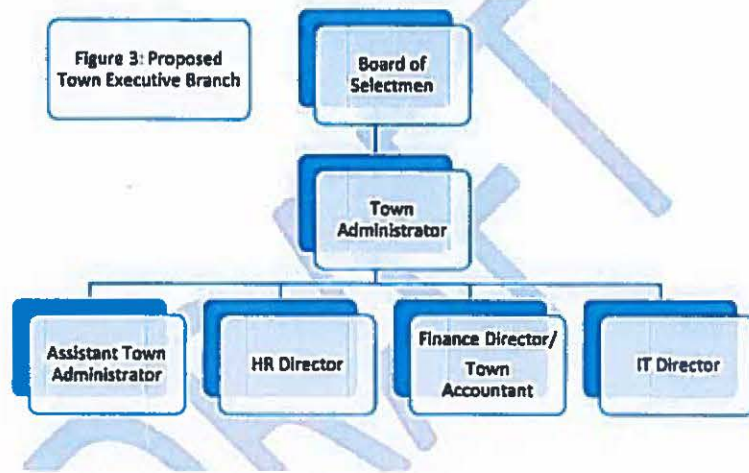 Figure 3: Proposed
Town Executive Branch
Board of
Selectmen
Town
Administrator
Assistant Town
Administrator
HR Director
Finance Director/
Town
Accountant
IT Director